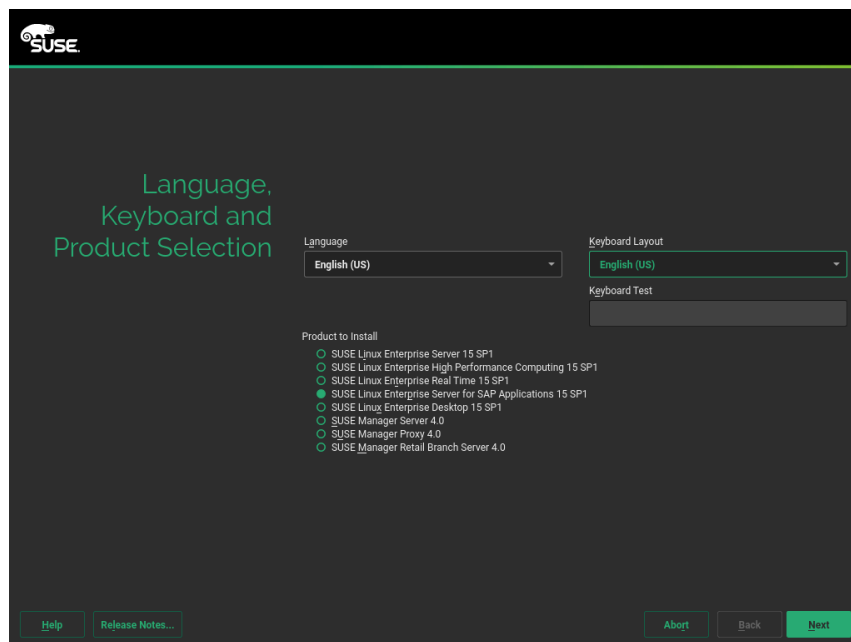 SUSE.
Language,
Keyboard and
Product Selection
Language
English (US)
Keyboard Layout
English (US)
Keyboard Test
Product to Install
SUSE Linux Enterprise Server 15 SP1
SUSE Linux Enterprise High Performance Computing 15 SP1
SUSE Linux Enterprise Real Time 15 SP1
SUSE Linux Enterprise Server for SAP Applications 15 SP1
SUSE Linux Enterprise Desktop 15 SP1
SUSE Manager Server 4.0
SUSE Manager Proxy 4.0
SUSE Manager Retail Branch Server 4.0
Help
Release Notes...
Abort
Back
Next